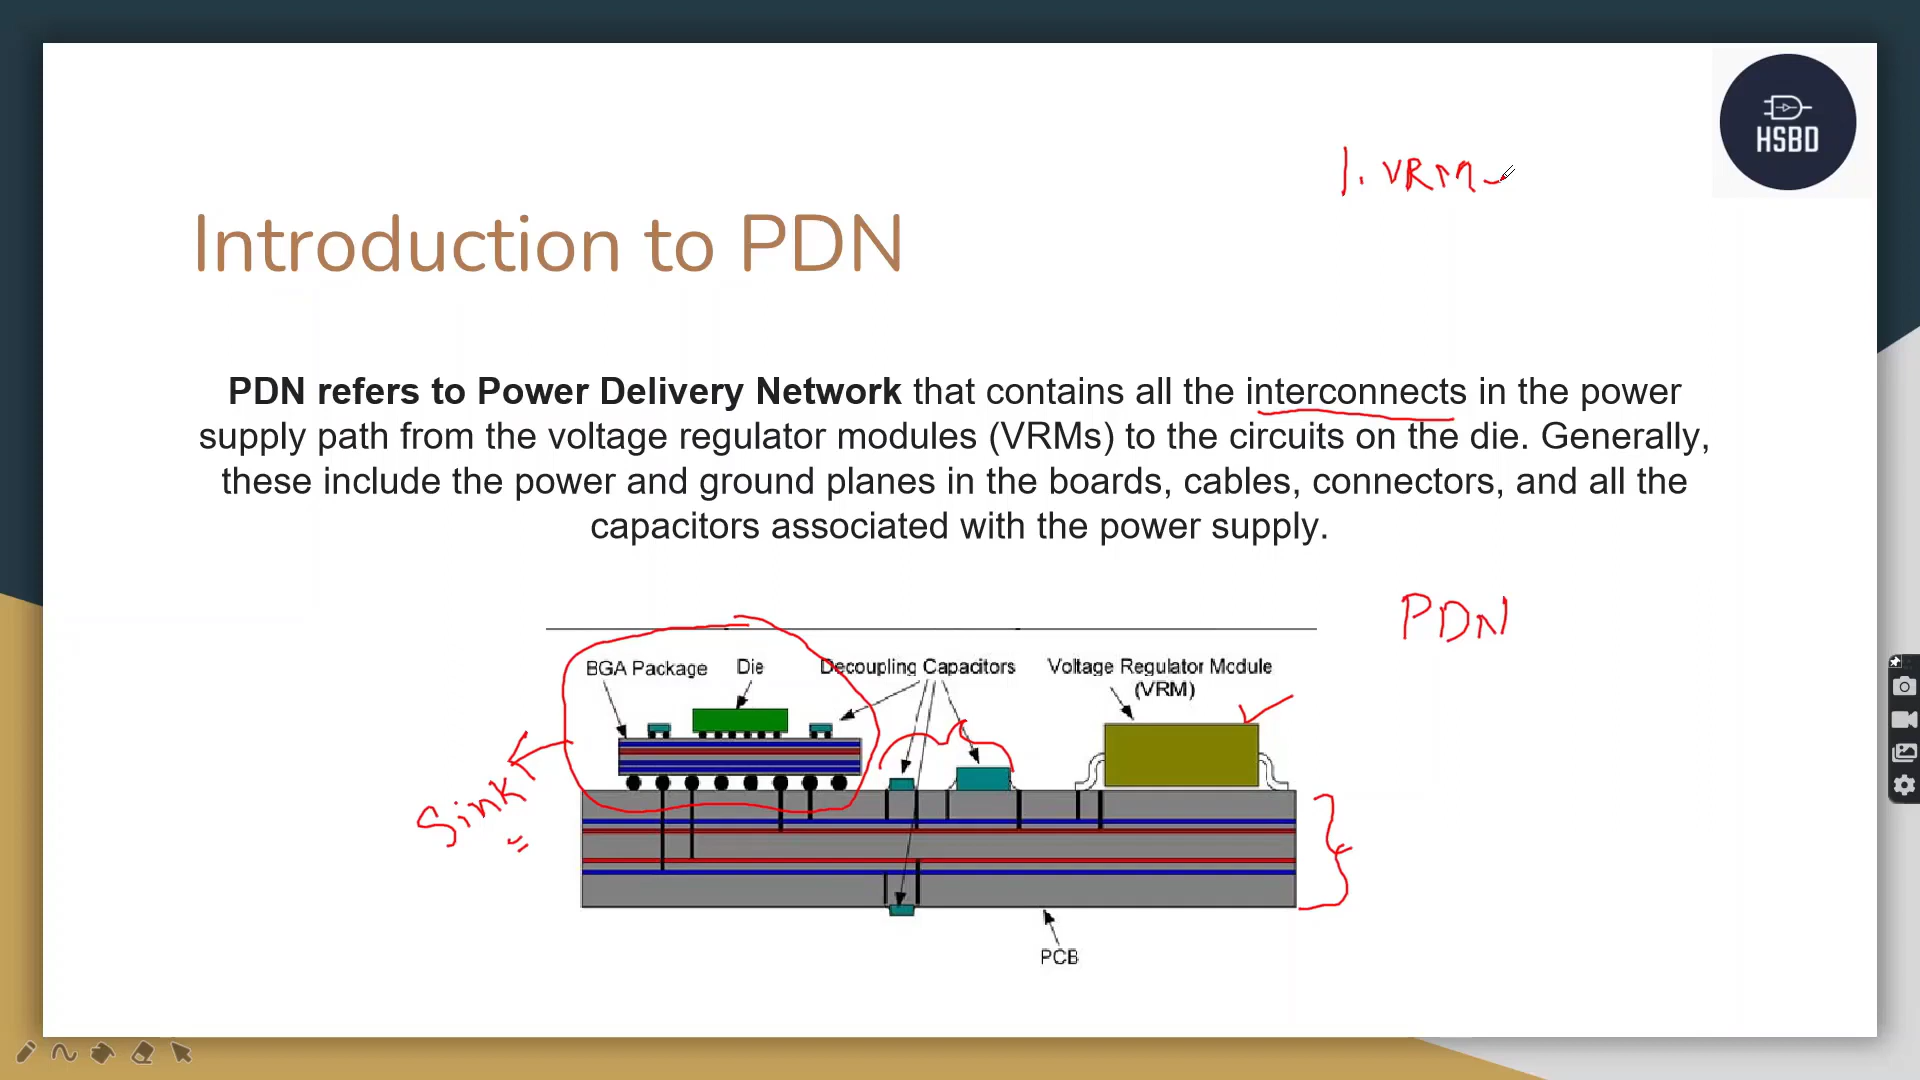 HSBD
1. VRM -
Introduction to PDN
PDN refers to Power Delivery Network that contains all the interconnects in the power
supply path from the voltage regulator modules (VRMs) to the circuits on the die. Generally,
these include the power and ground planes in the boards, cables, connectors, and all the
capacitors associated with the power supply.
PDN
BGA Package Die Decoupling Capacitors Voltage Regulator Module
(VRM)
Sink
PCB